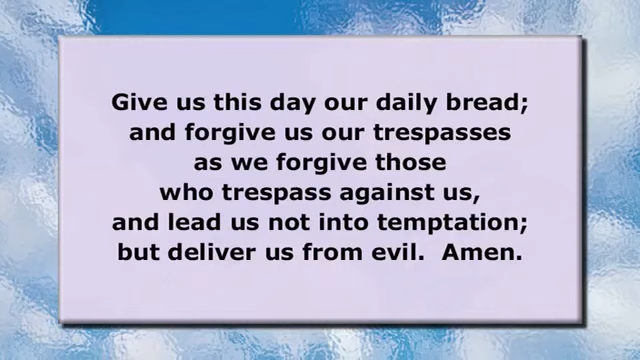 Give us this day our daily bread;
and forgive us our trespasses
as we forgive those
who trespass against us,
and lead us not into temptation;
but deliver us from evil.  Amen.